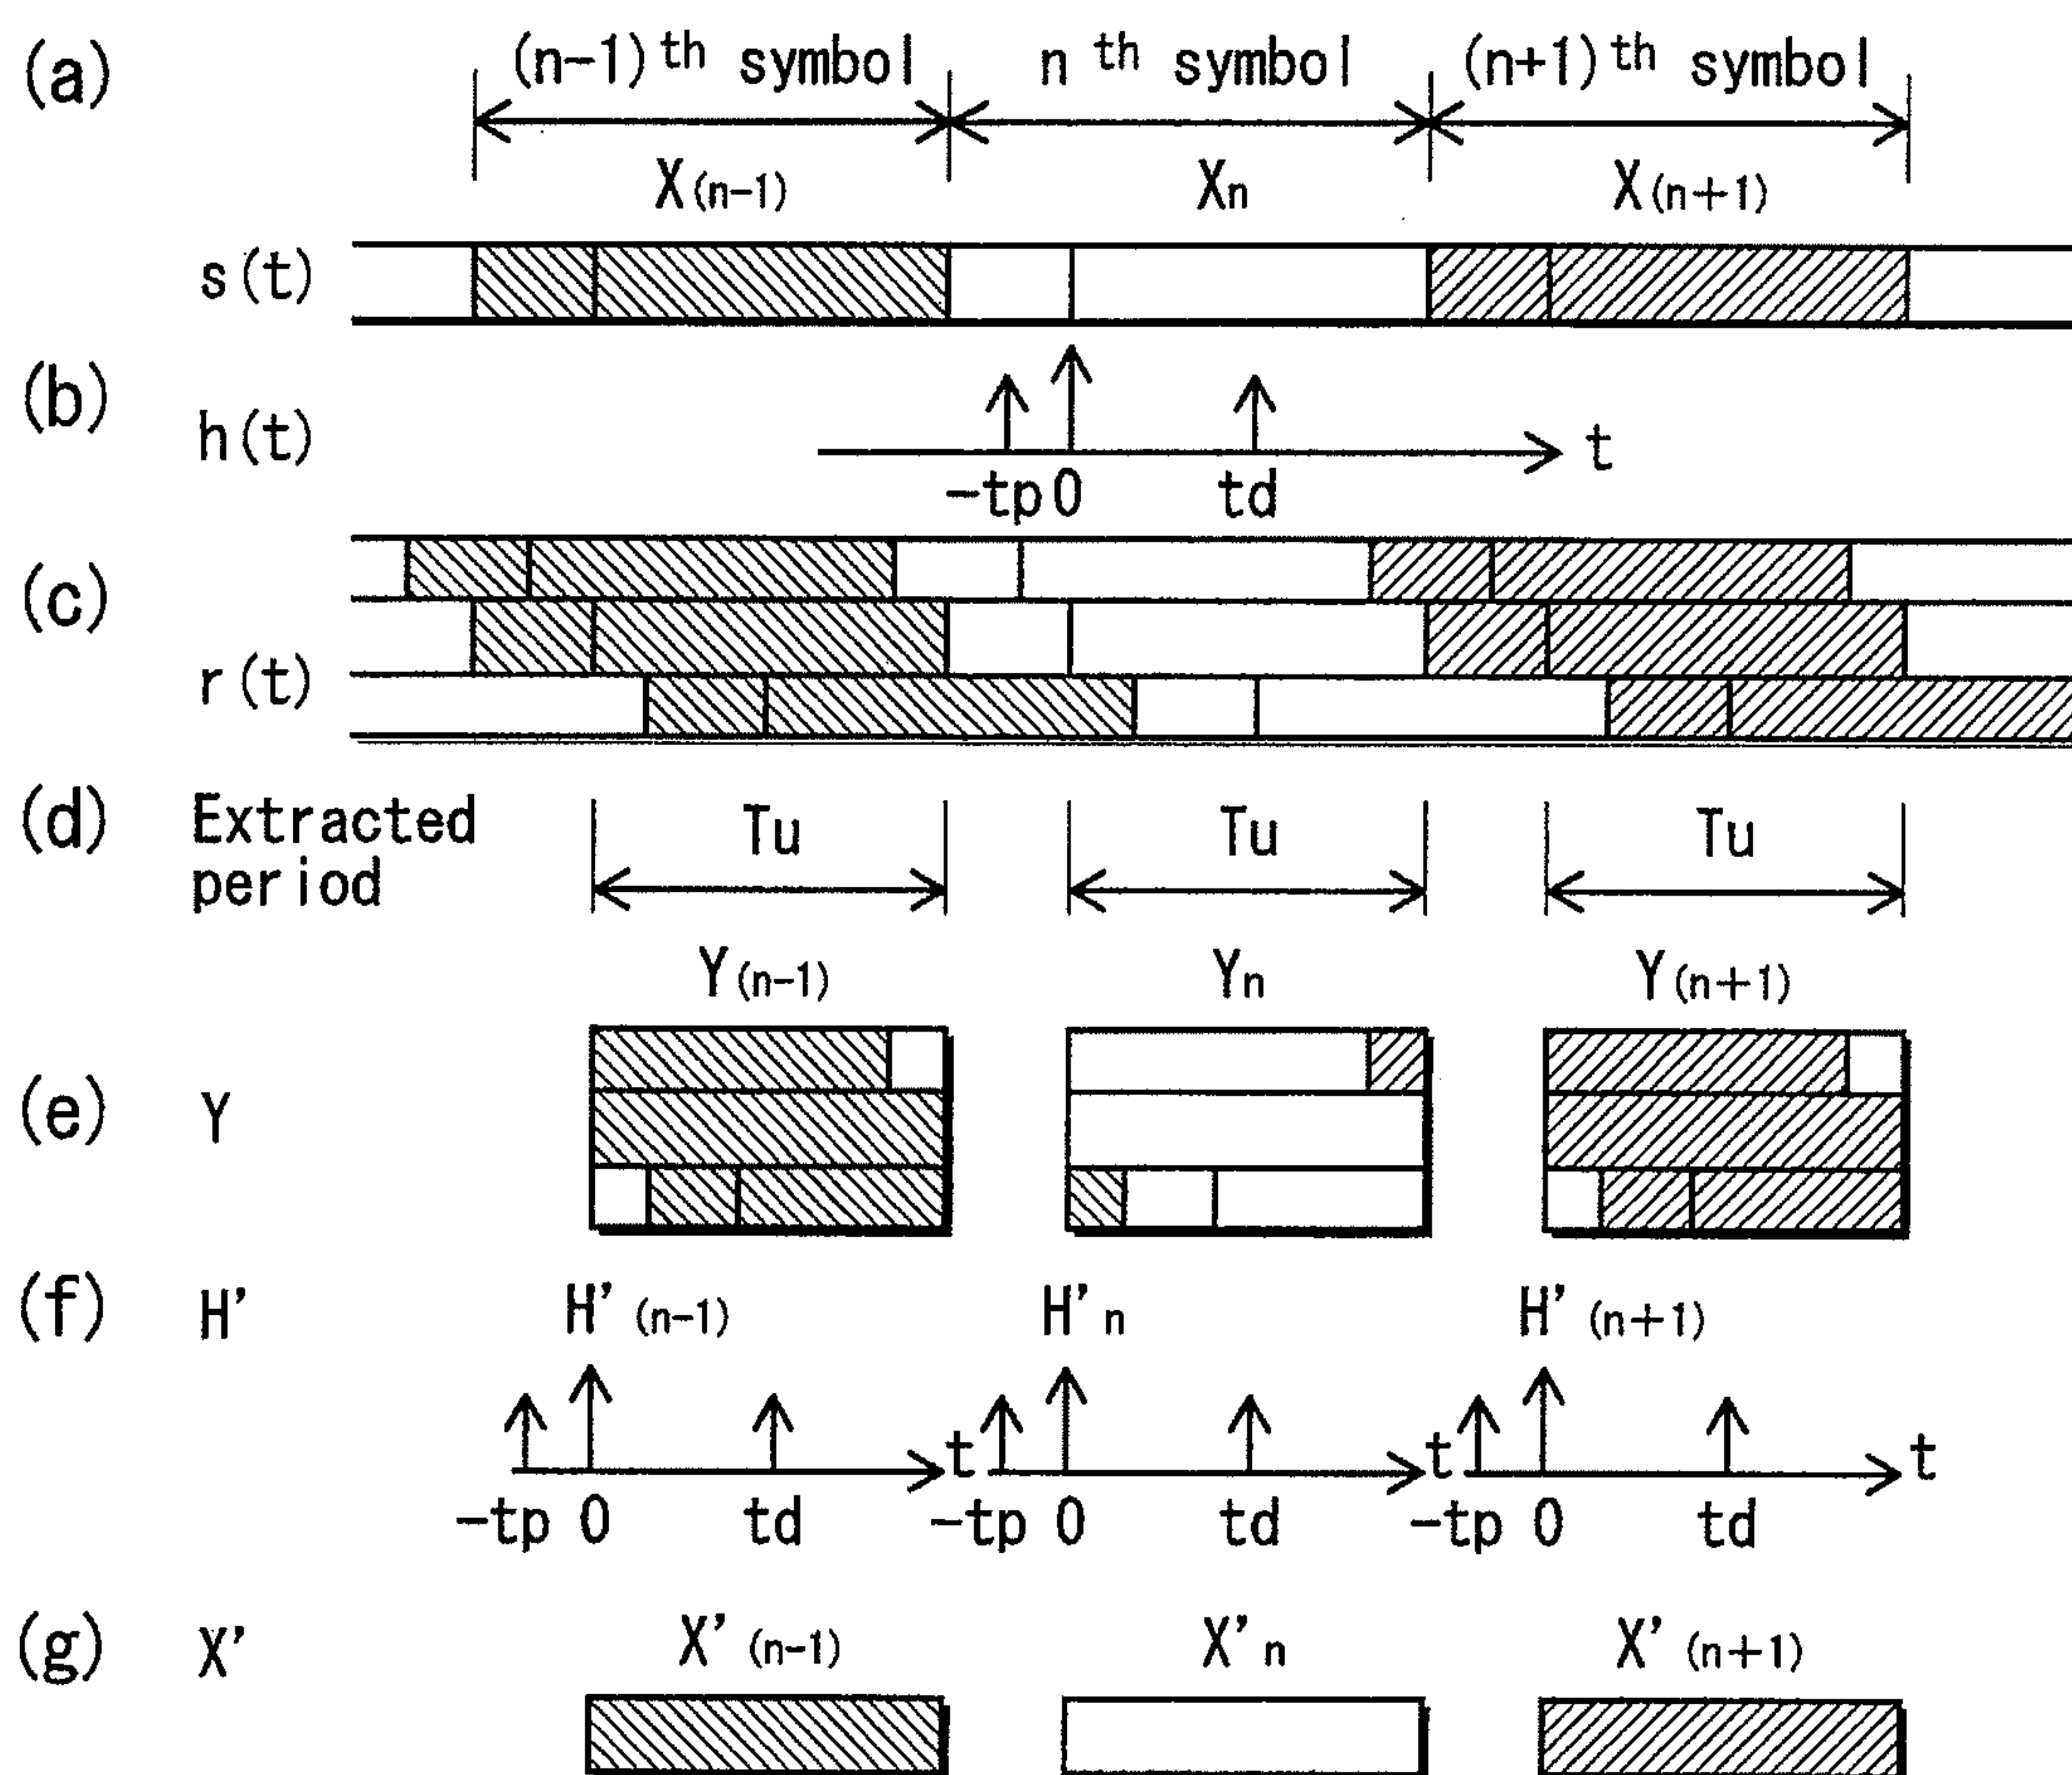 (a) (n-1)th symbol n th symbol (n+1)th symbol
X(n-1) Xn X(n+1)
s(t)
(b) h(t) t
-tp 0 td
(c) r(t)
(d) Extracted period Tu Tu Tu
Y(n-1) Yn Y(n+1)
(e) Y
(f) H' H'(n-1) H'n H'(n+1)
t t t
-tp 0 td -tp 0 td -tp 0 td
(g) X' X'(n-1) X'n X'(n+1)